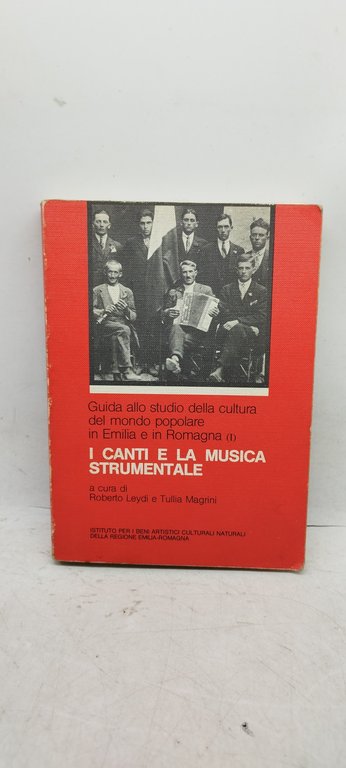 Guida allo studio della cultura
del mondo popolare
in Emilia e in Romagna (I)
I CANTI E LA MUSICA
STRUMENTALE
a cura di
Roberto Leydi e Tullia Magrini
ISTITUTO PER I BENI ARTISTICI CULTURALI NATURALI
DELLA REGIONE EMILIA-ROMAGNA